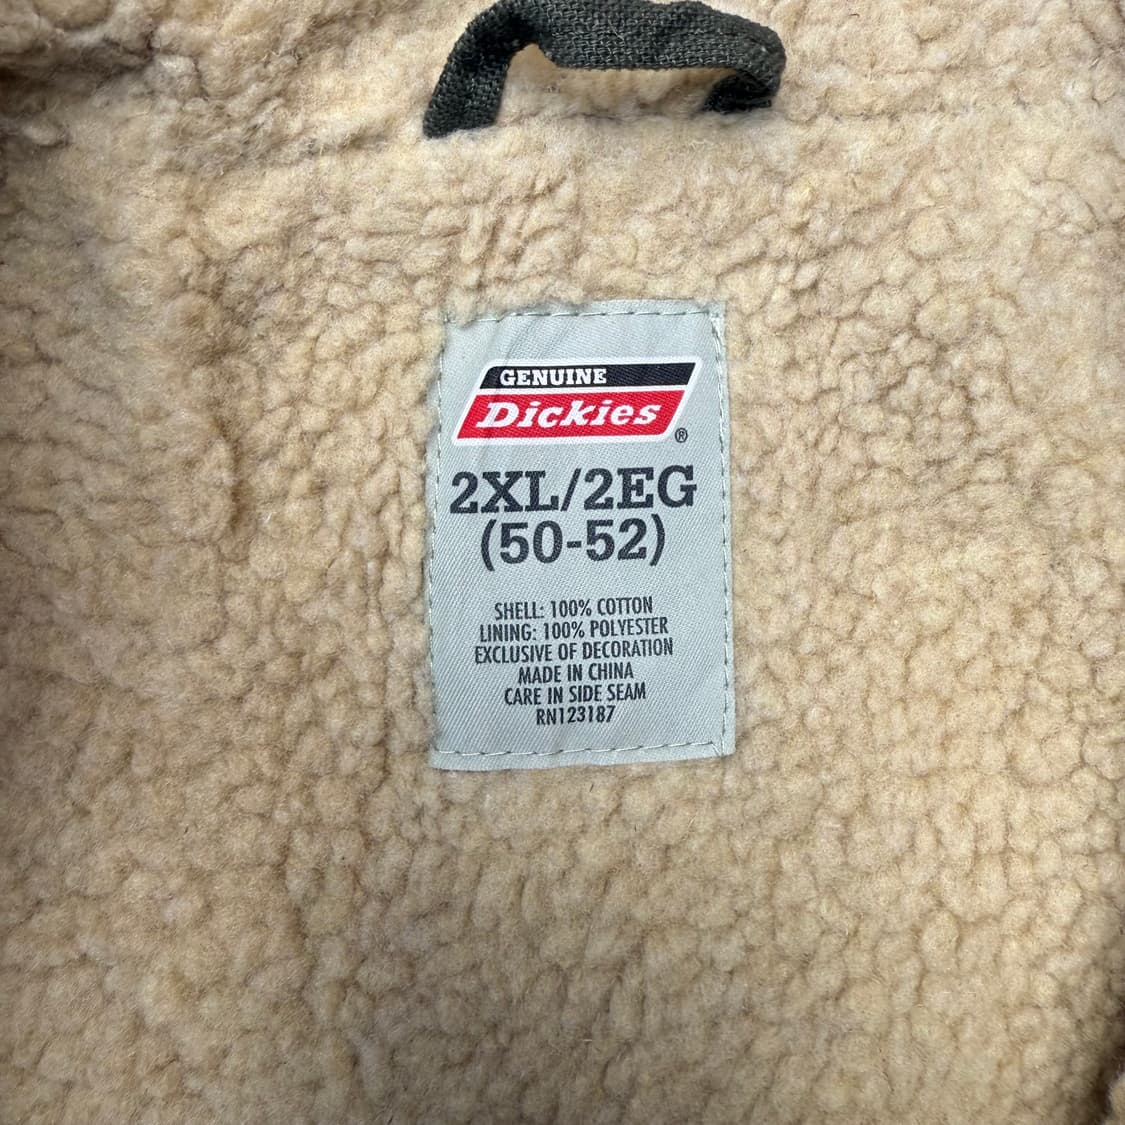 GENUINE
Dickies
®
2XL/2EG
(50-52)
SHELL: 100% COTTON
LINING: 100% POLYESTER
EXCLUSIVE OF DECORATION
MADE IN CHINA
CARE IN SIDE SEAM
RN123187